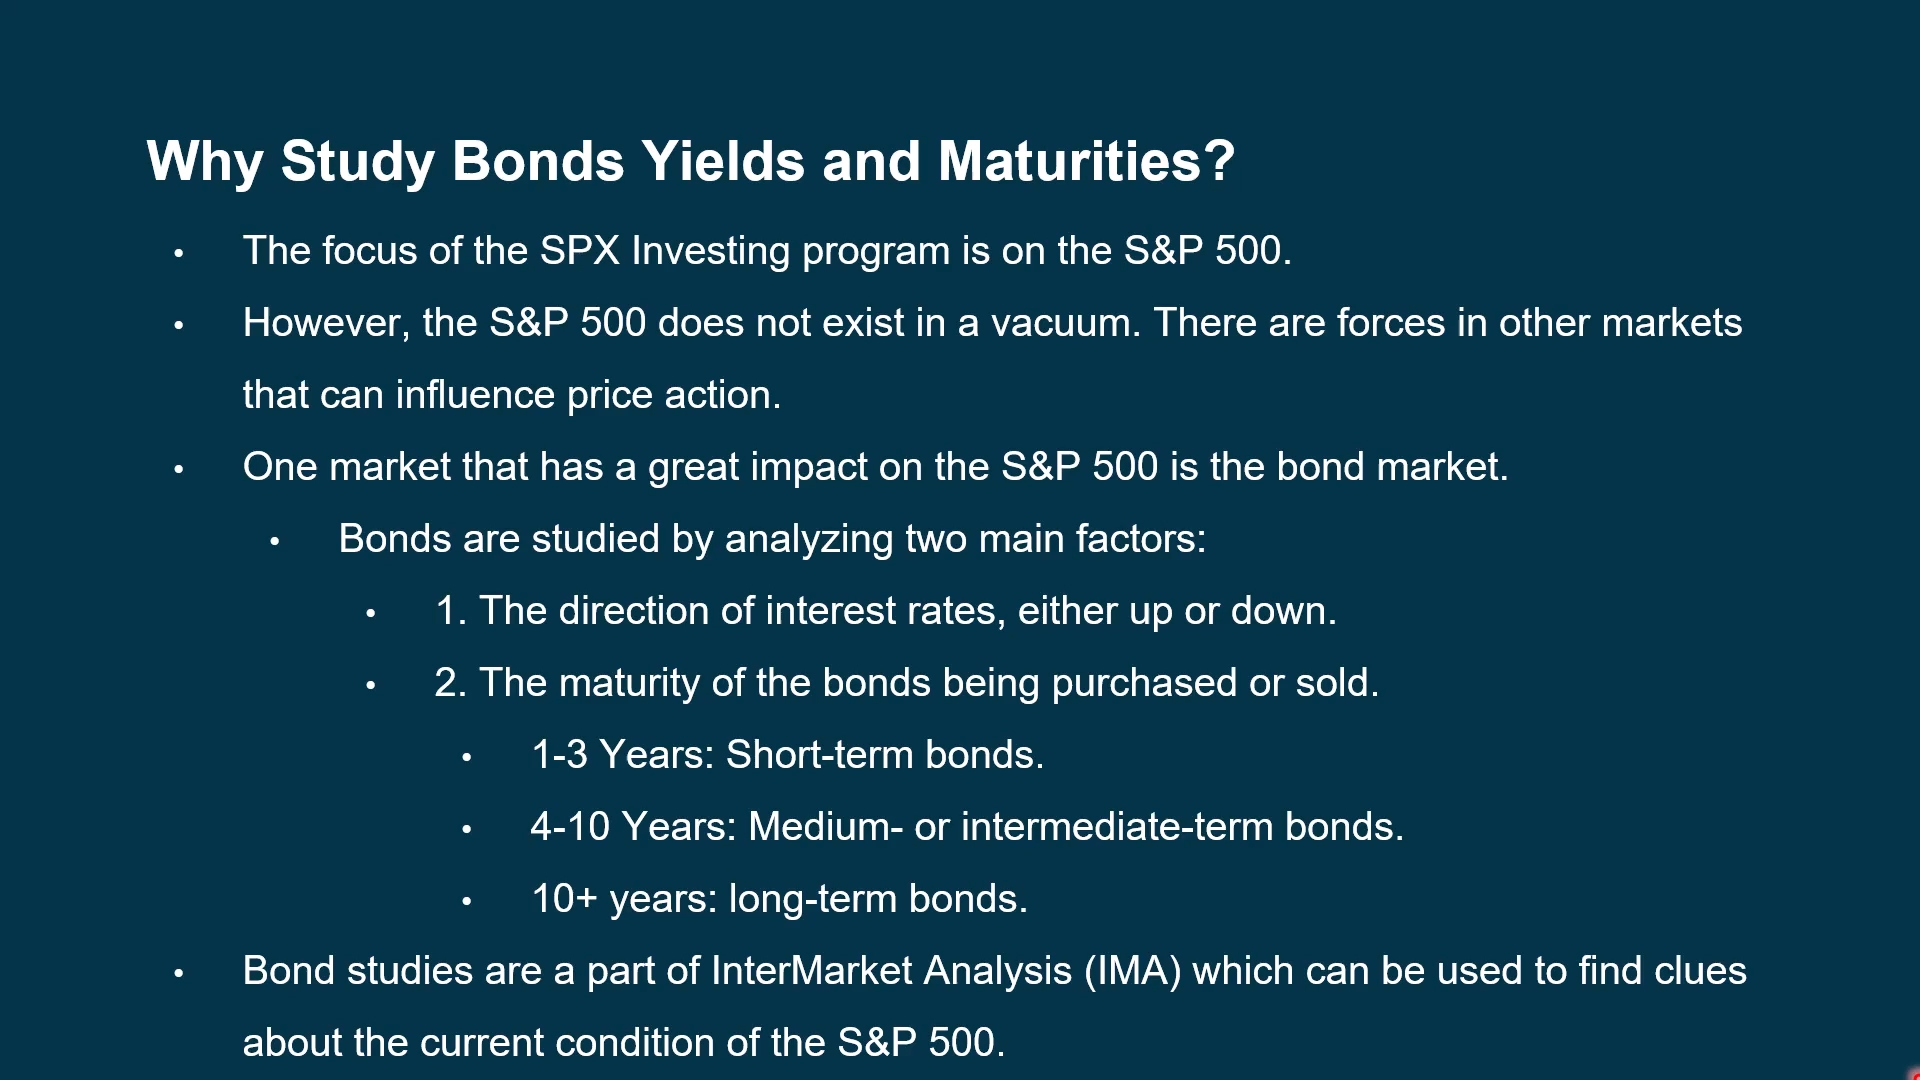 Why Study Bonds Yields and Maturities?
• The focus of the SPX Investing program is on the S&P 500.
• However, the S&P 500 does not exist in a vacuum. There are forces in other markets
that can influence price action.
• One market that has a great impact on the S&P 500 is the bond market.
• Bonds are studied by analyzing two main factors:
• 1. The direction of interest rates, either up or down.
• 2. The maturity of the bonds being purchased or sold.
• 1-3 Years: Short-term bonds.
• 4-10 Years: Medium- or intermediate-term bonds.
• 10+ years: long-term bonds.
• Bond studies are a part of InterMarket Analysis (IMA) which can be used to find clues
about the current condition of the S&P 500.